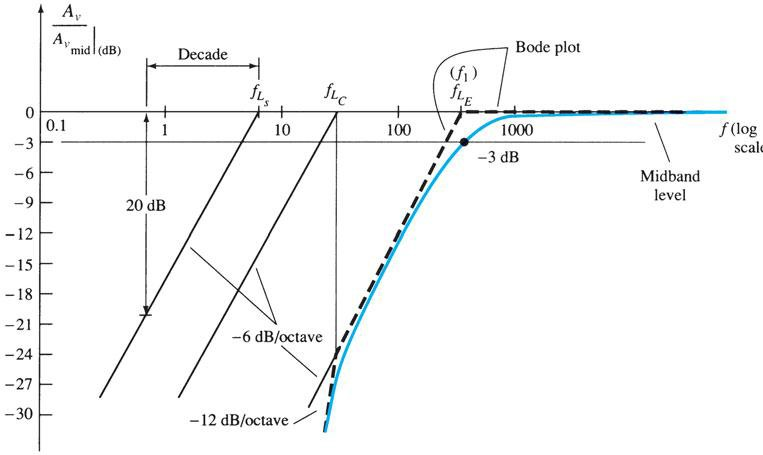 A_v
A_v mid |(dB)
Decade
Bode plot
f_Ls
f_LC
(f_1)
f_LE
0
0.1
1
10
100
1000
f (log
scale
−3
−3 dB
−6
−9
−12
−15
−18
−21
−24
−27
−30
20 dB
Midband
level
−6 dB/octave
−12 dB/octave